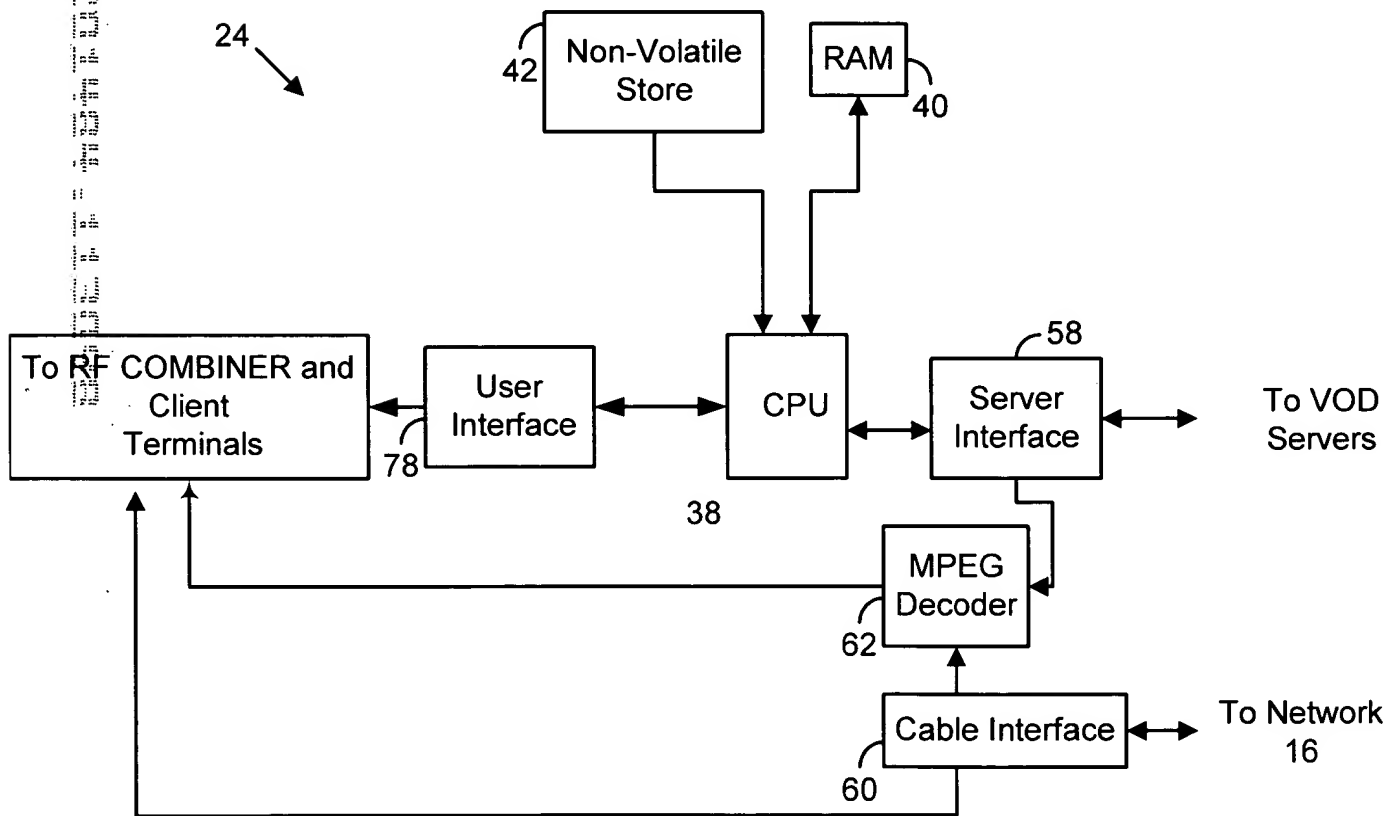 24
42
Non-Volatile
Store
RAM
40
To RF COMBINER and
Client
Terminals
User
Interface
78
CPU
38
58
Server
Interface
To VOD
Servers
MPEG
Decoder
62
Cable Interface
60
To Network
16